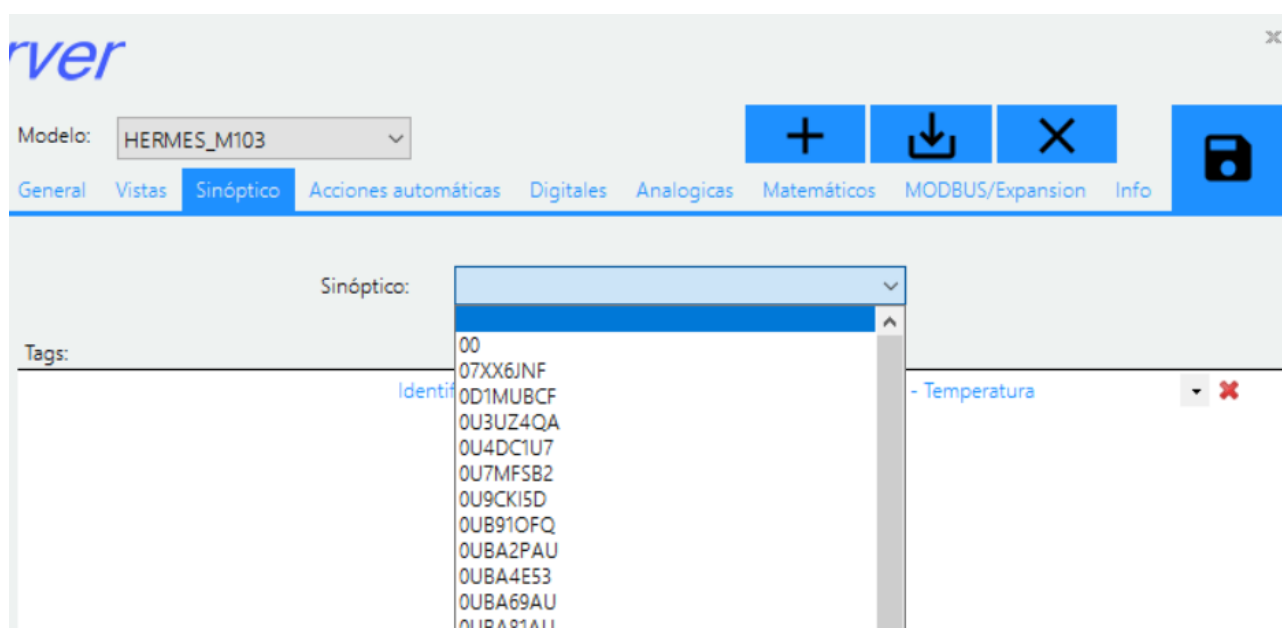 rver
Modelo: HERMES_M103
General Vistas Sinóptico Acciones automáticas Digitales Analogicas Matemáticos MODBUS/Expansion Info
Sinóptico:
Tags:
00
07XX6JNF
Identif
- Temperatura
0D1MUBCF
0U3UZ4QA
0U4DC1U7
0U7MFSB2
0U9CKI5D
0UB91OFQ
0UBA2PAU
0UBA4E53
0UBA69AU
0UBA81AU